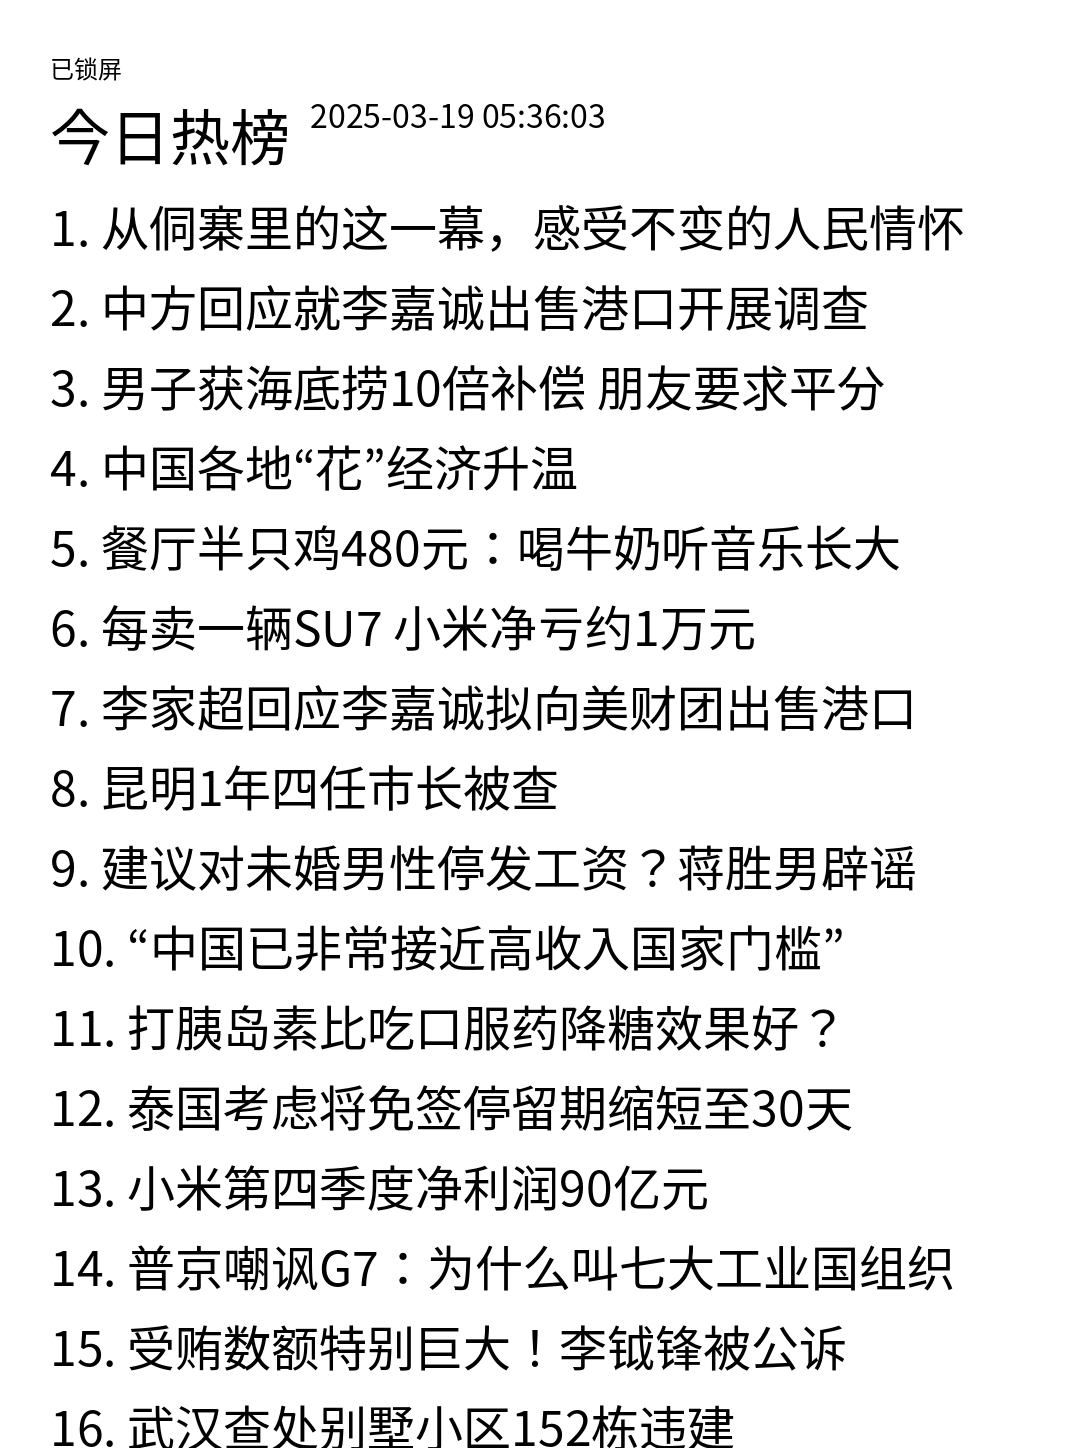 已锁屏
今日热榜 2025-03-19 05:36:03
1. 从侗寨里的这一幕，感受不变的人民情怀
2. 中方回应就李嘉诚出售港口开展调查
3. 男子获海底捞10倍补偿 朋友要求平分
4. 中国各地“花”经济升温
5. 餐厅半只鸡480元：喝牛奶听音乐长大
6. 每卖一辆SU7 小米净亏约1万元
7. 李家超回应李嘉诚拟向美财团出售港口
8. 昆明1年四任市长被查
9. 建议对未婚男性停发工资？蒋胜男辟谣
10. “中国已非常接近高收入国家门槛”
11. 打胰岛素比吃口服药降糖效果好？
12. 泰国考虑将免签停留期缩短至30天
13. 小米第四季度净利润90亿元
14. 普京嘲讽G7：为什么叫七大工业国组织
15. 受贿数额特别巨大！李钺锋被公诉
16. 武汉查处别墅小区152栋违建